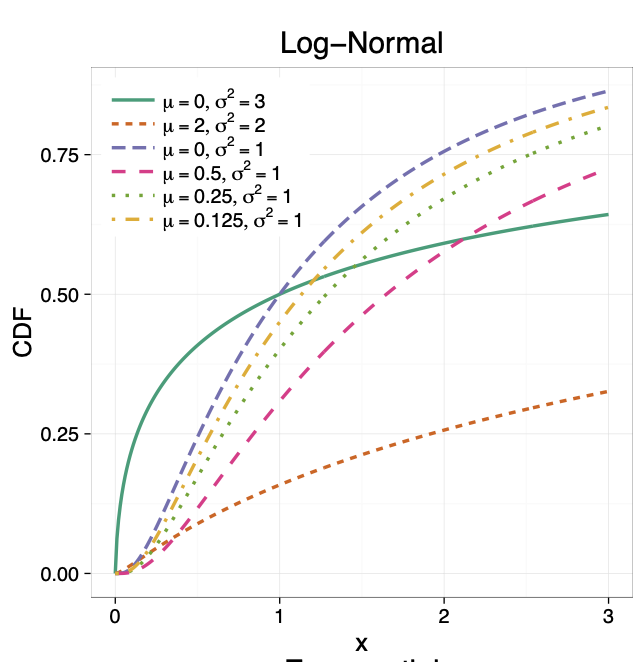 Log−Normal
μ = 0, σ² = 3
μ = 2, σ² = 2
μ = 0, σ² = 1
μ = 0.5, σ² = 1
μ = 0.25, σ² = 1
μ = 0.125, σ² = 1
0.75
0.50
0.25
0.00
CDF
0 1 2 3
x